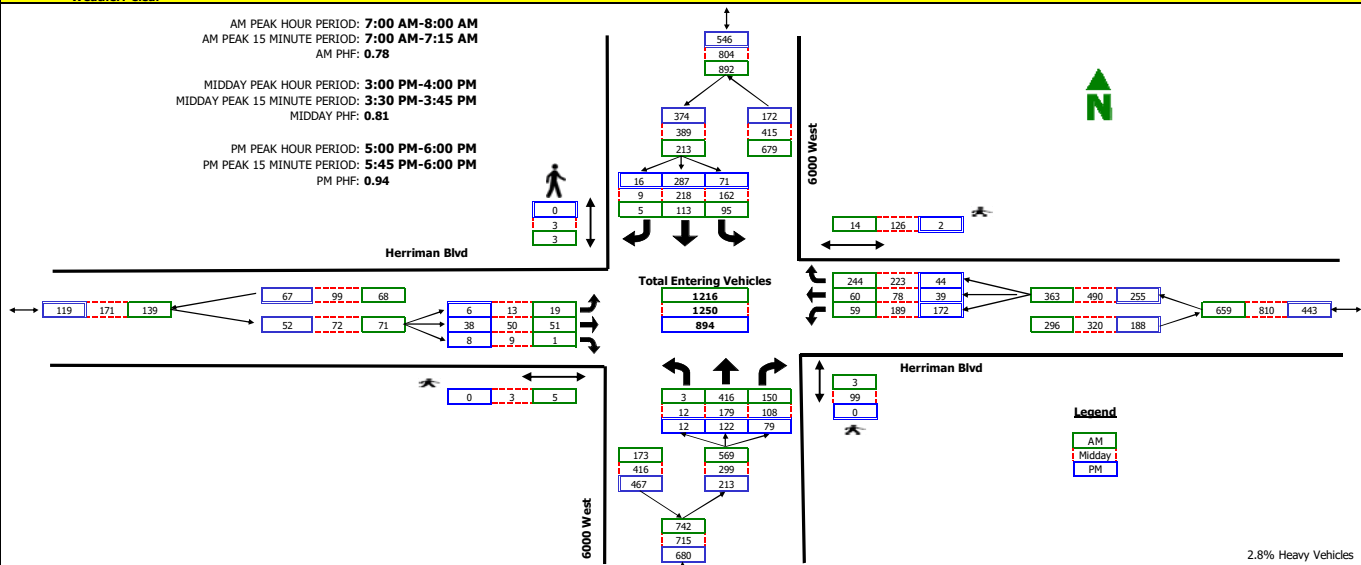 AM PEAK HOUR PERIOD: 7:00 AM-8:00 AM
AM PEAK 15 MINUTE PERIOD: 7:00 AM-7:15 AM
AM PHF: 0.78
MIDDAY PEAK HOUR PERIOD: 3:00 PM-4:00 PM
MIDDAY PEAK 15 MINUTE PERIOD: 3:30 PM-3:45 PM
MIDDAY PHF: 0.81
PM PEAK HOUR PERIOD: 5:00 PM-6:00 PM
PM PEAK 15 MINUTE PERIOD: 5:45 PM-6:00 PM
PM PHF: 0.94
546
804
892
374 172
389 415
213 679
16 287 71
9 218 162
5 113 95
6000 West
N
0
3
3
14 126 2
Herriman Blvd
Total Entering Vehicles
1216
1250
894
119 171 139
67 99 68
52 72 71
6 13 19
38 50 51
8 9 1
244 223 44
60 78 39
59 189 172
363 490 255
296 320 188
659 810 443
Herriman Blvd
0 3 5
3 416 150
12 179 108
12 122 79
3
99
0
173 569
416 299
467 213
742
715
680
6000 West
Legend
AM
Midday
PM
2.8% Heavy Vehicles